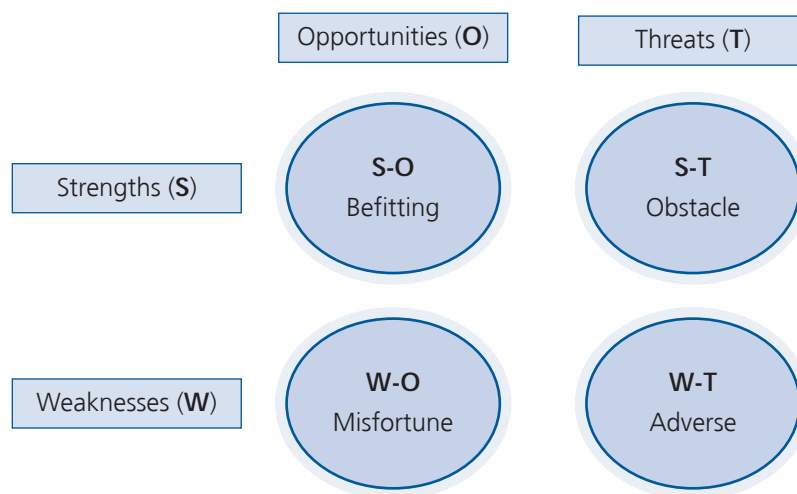 Opportunities (O)
Threats (T)
Strengths (S)
S-O
Befitting
S-T
Obstacle
Weaknesses (W)
W-O
Misfortune
W-T
Adverse